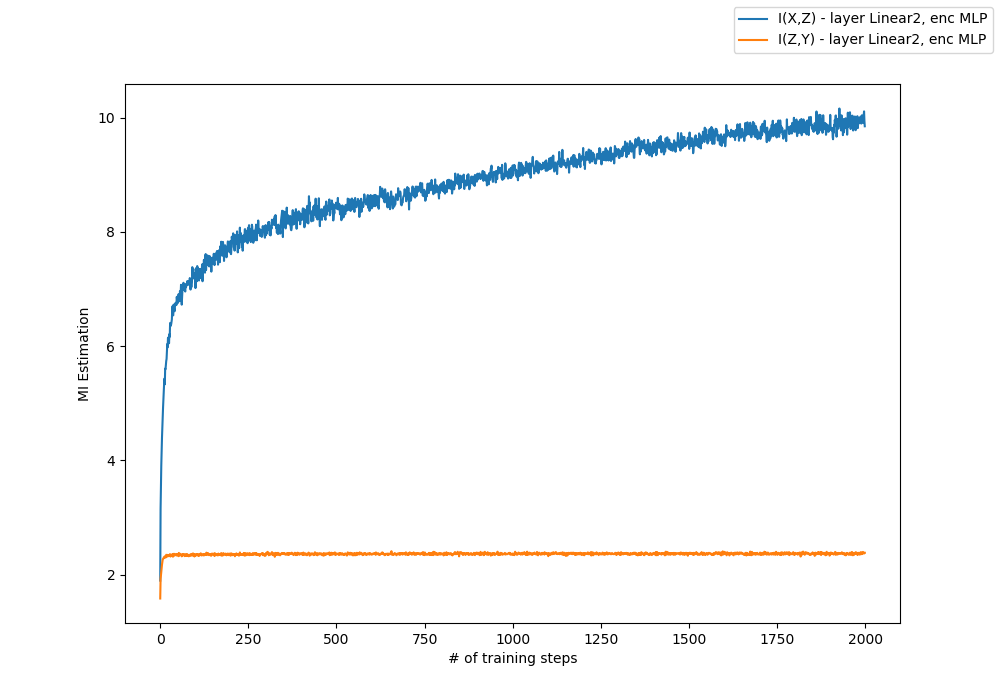 I(X,Z) - layer Linear2, enc MLP
I(Z,Y) - layer Linear2, enc MLP
10
8
6
4
2
MI Estimation
0 250 500 750 1000 1250 1500 1750 2000
# of training steps